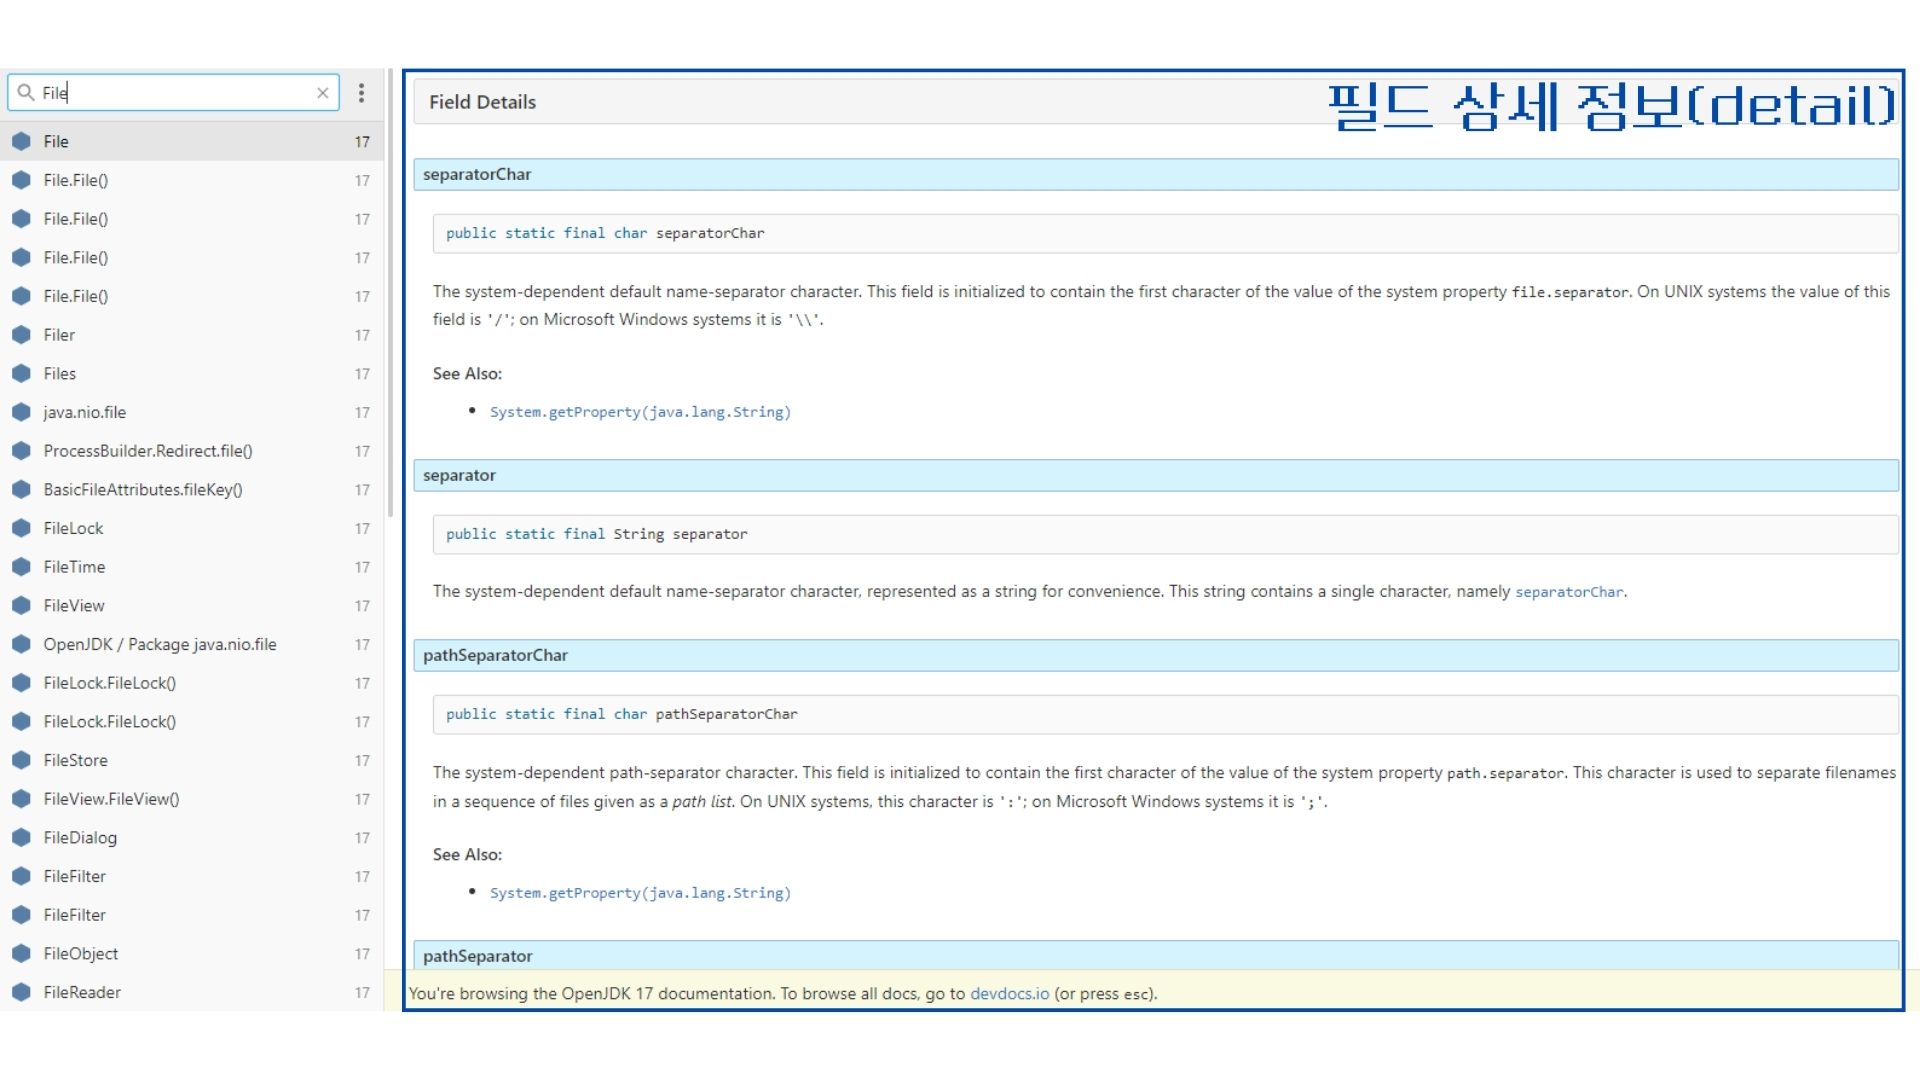 File
File 17
File.File() 17
File.File() 17
File.File() 17
File.File() 17
Filer 17
Files 17
java.nio.file 17
ProcessBuilder.Redirect.file() 17
BasicFileAttributes.fileKey() 17
FileLock 17
FileTime 17
FileView 17
OpenJDK / Package java.nio.file 17
FileLock.FileLock() 17
FileLock.FileLock() 17
FileStore 17
FileView.FileView() 17
FileDialog 17
FileFilter 17
FileFilter 17
FileObject 17
FileReader 17
Field Details
필드 상세 정보(detail)
separatorChar
public static final char separatorChar
The system-dependent default name-separator character. This field is initialized to contain the first character of the value of the system property file.separator. On UNIX systems the value of this
field is '/'; on Microsoft Windows systems it is '\\'.
See Also:
• System.getProperty(java.lang.String)
separator
public static final String separator
The system-dependent default name-separator character, represented as a string for convenience. This string contains a single character, namely separatorChar.
pathSeparatorChar
public static final char pathSeparatorChar
The system-dependent path-separator character. This field is initialized to contain the first character of the value of the system property path.separator. This character is used to separate filenames
in a sequence of files given as a path list. On UNIX systems, this character is ':'; on Microsoft Windows systems it is ';'.
See Also:
• System.getProperty(java.lang.String)
pathSeparator
You're browsing the OpenJDK 17 documentation. To browse all docs, go to devdocs.io (or press esc).